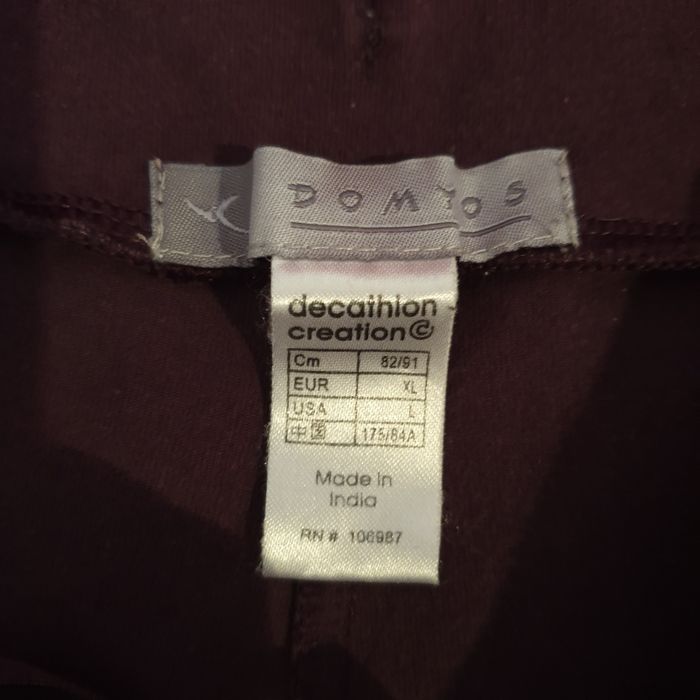 DOMYOS
decathlon
creation©
Cm 82/91
EUR XL
USA L
中国 175/84A
Made in
India
RN # 106987